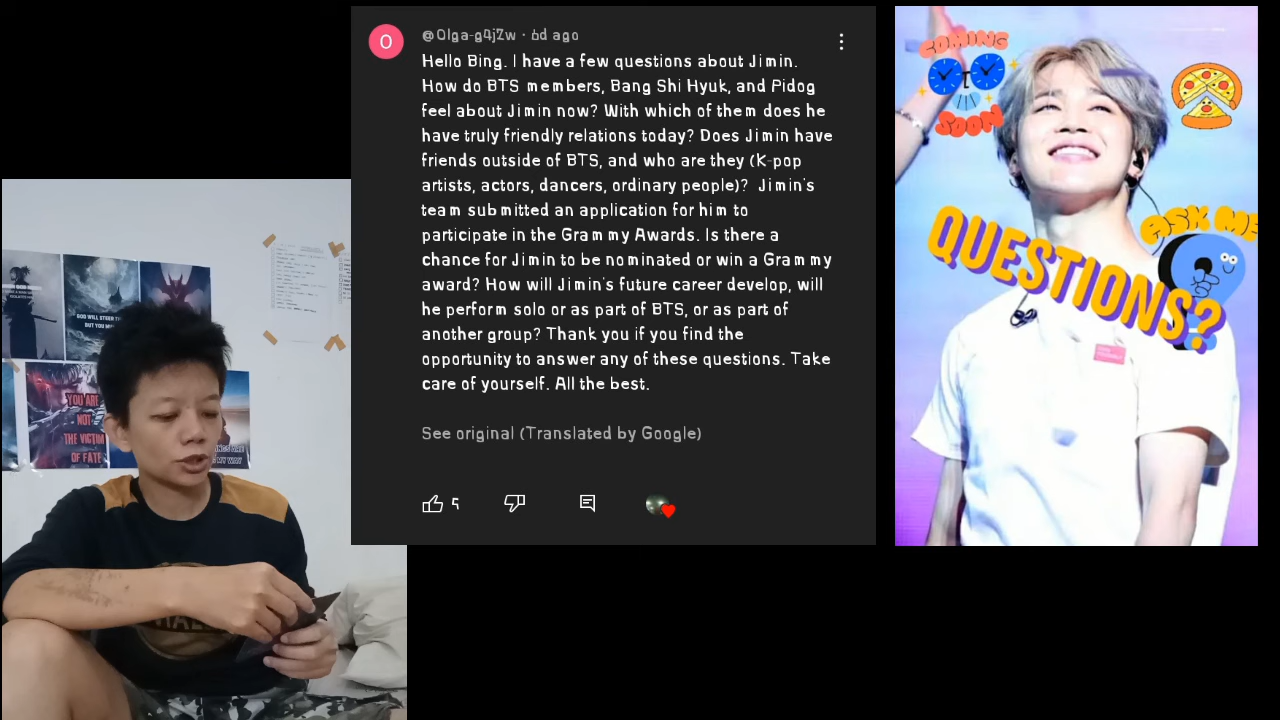 @Olga-g4j2w · 6d ago
O
Hello Bing. I have a few questions about Jimin.
How do BTS members, Bang Shi Hyuk, and Pidog
feel about Jimin now? With which of them does he
have truly friendly relations today? Does Jimin have
friends outside of BTS, and who are they (K-pop
artists, actors, dancers, ordinary people)? Jimin's
team submitted an application for him to
participate in the Grammy Awards. Is there a
chance for Jimin to be nominated or win a Grammy
award? How will Jimin's future career develop, will
he perform solo or as part of BTS, or as part of
another group? Thank you if you find the
opportunity to answer any of these questions. Take
care of yourself. All the best.
See original (Translated by Google)
5
COMING
SOON
ASK ME
QUESTIONS?
YOU ARE
NOT
THE VICTIM
OF FATE